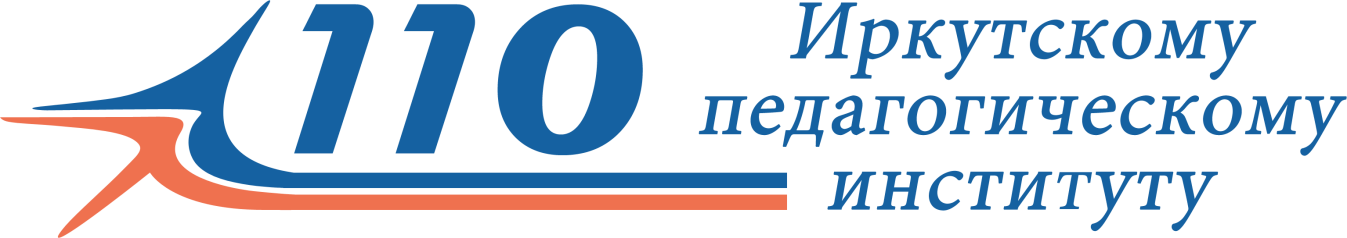 110
Иркутскому
педагогическому
институту